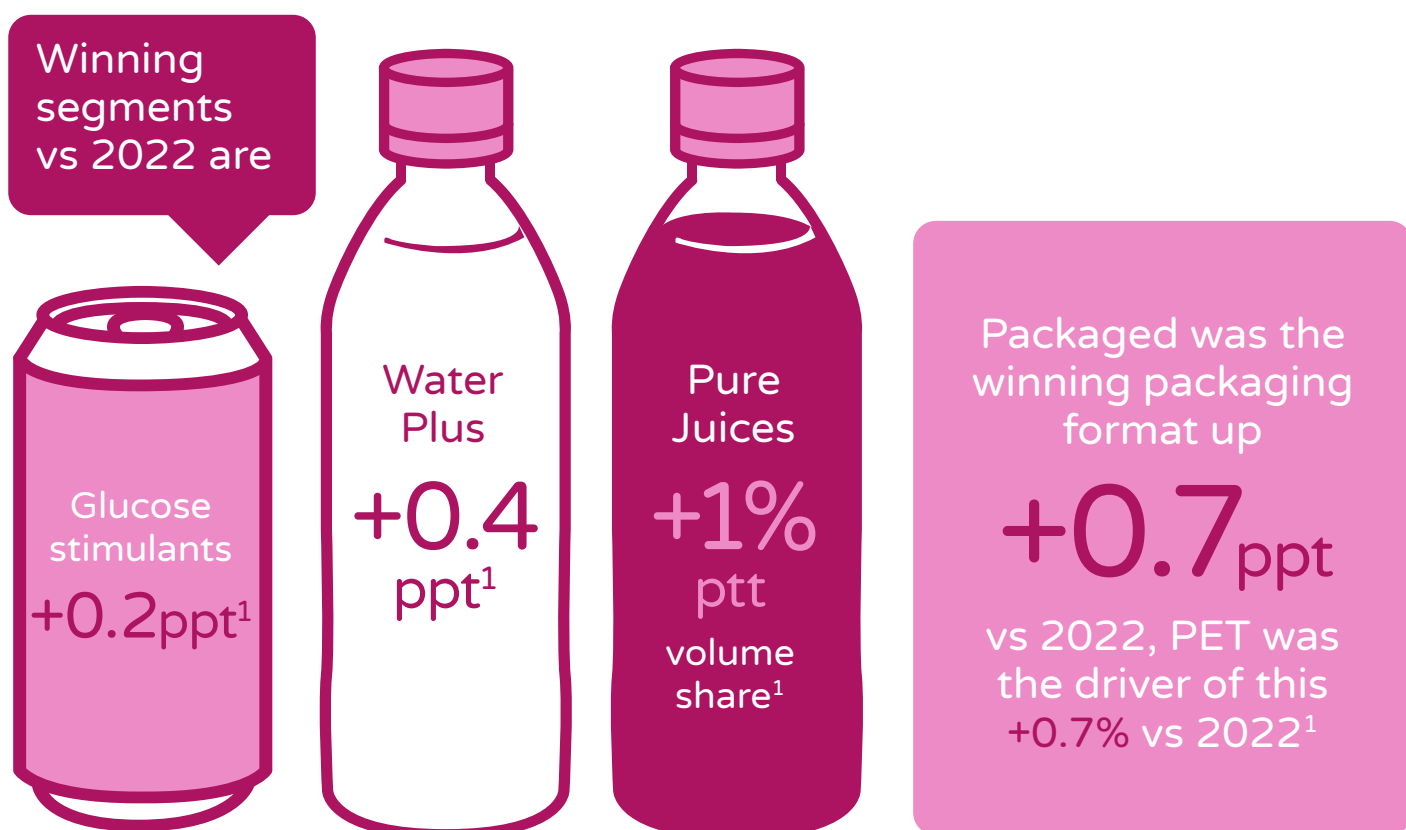 Winning
segments
vs 2022 are
Glucose
stimulants
+0.2ppt¹
Water
Plus
+0.4
ppt¹
Pure
Juices
+1%
ptt
volume
share¹
Packaged was the
winning packaging
format up
+0.7ppt
vs 2022, PET was
the driver of this
+0.7% vs 2022¹